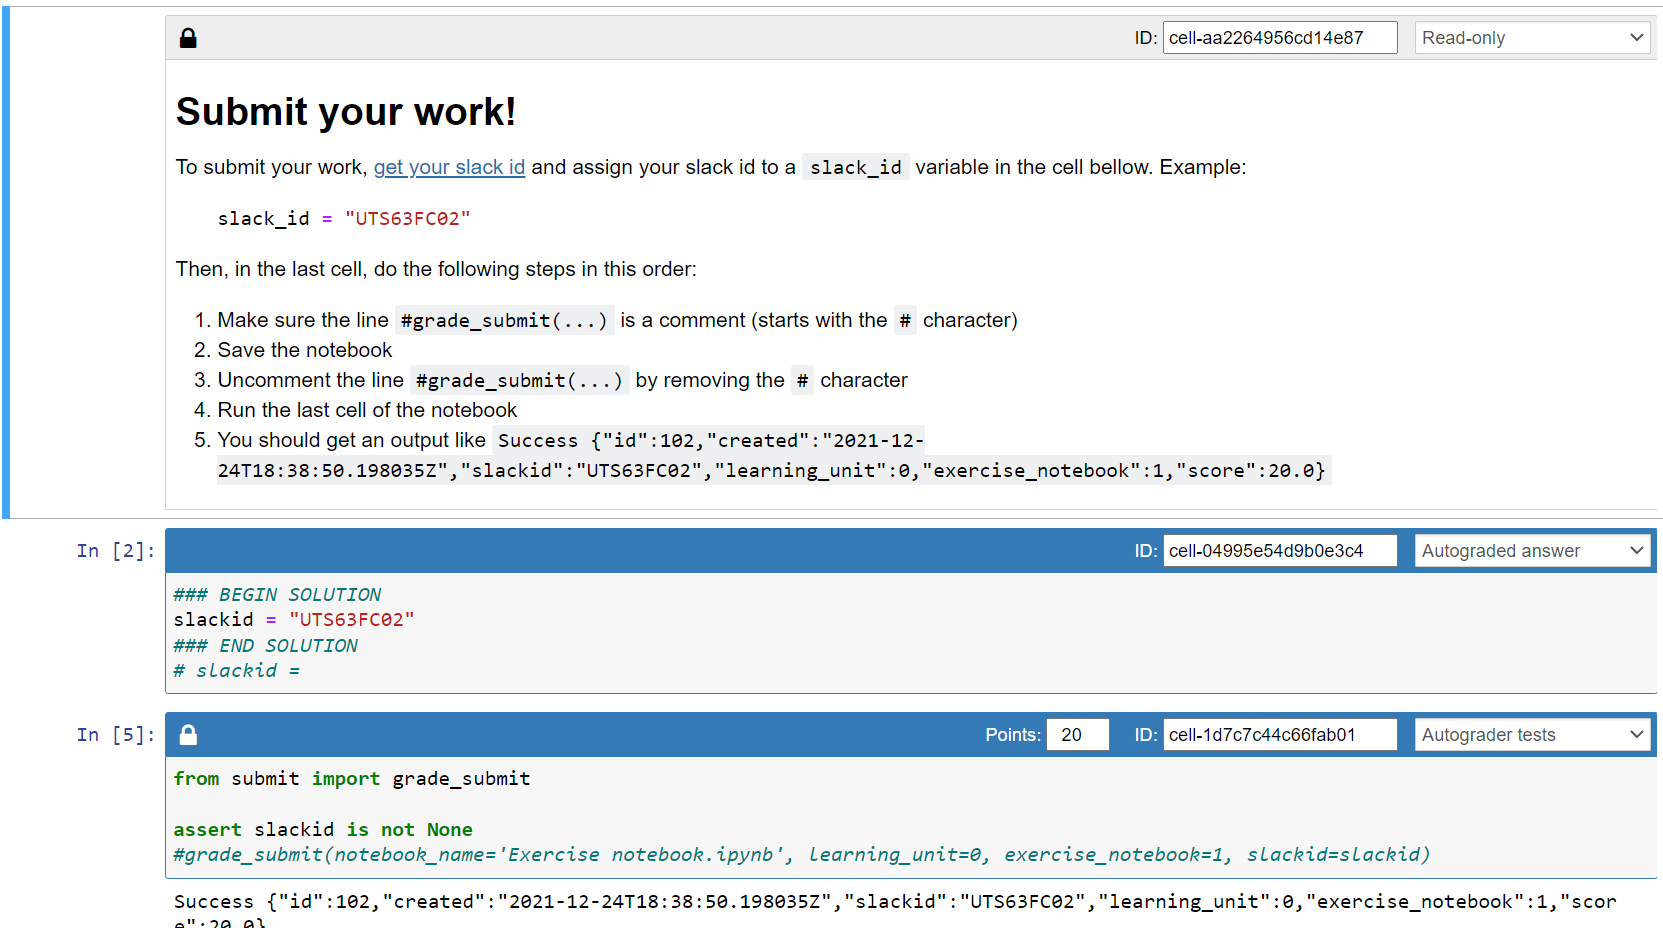 ID: cell-aa2264956cd14e87 Read-only
Submit your work!
To submit your work, get your slack id and assign your slack id to a slack_id variable in the cell bellow. Example:
slack_id = "UTS63FC02"
Then, in the last cell, do the following steps in this order:
1. Make sure the line #grade_submit(...) is a comment (starts with the # character)
2. Save the notebook
3. Uncomment the line #grade_submit(...) by removing the # character
4. Run the last cell of the notebook
5. You should get an output like Success {"id":102,"created":"2021-12-
24T18:38:50.198035Z","slackid":"UTS63FC02","learning_unit":0,"exercise_notebook":1,"score":20.0}
In [2]: ID: cell-04995e54d9b0e3c4 Autograded answer
### BEGIN SOLUTION
slackid = "UTS63FC02"
### END SOLUTION
# slackid =
In [5]: Points: 20 ID: cell-1d7c7c44c66fab01 Autograder tests
from submit import grade_submit
assert slackid is not None
#grade_submit(notebook_name='Exercise notebook.ipynb', learning_unit=0, exercise_notebook=1, slackid=slackid)
Success {"id":102,"created":"2021-12-24T18:38:50.198035Z","slackid":"UTS63FC02","learning_unit":0,"exercise_notebook":1,"scor
e":20.0}